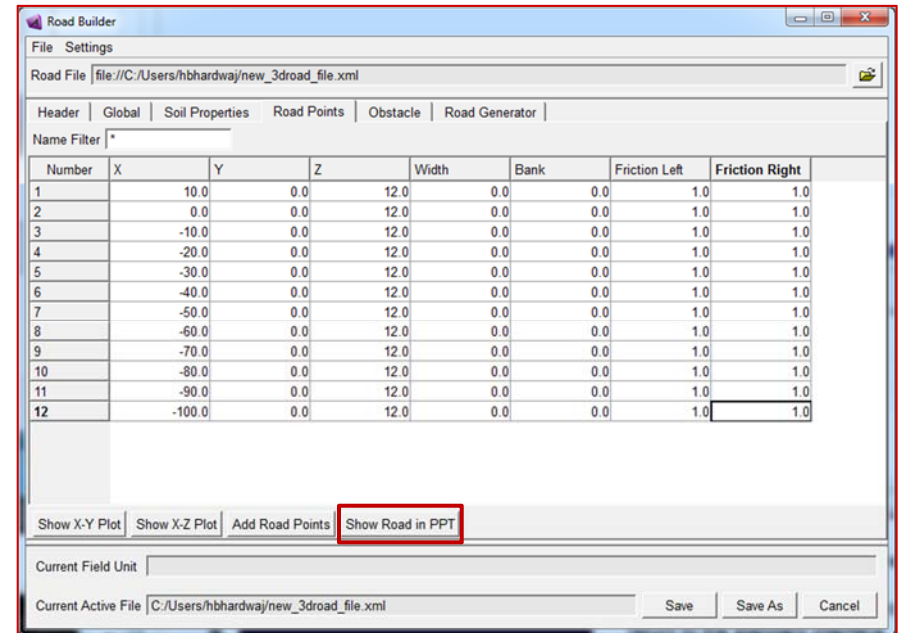 Road Builder
File Settings
Road File file://C:/Users/hbhardwaj/new_3droad_file.xml
Header Global Soil Properties Road Points Obstacle Road Generator
Name Filter *
Number X Y Z Width Bank Friction Left Friction Right
1 10.0 0.0 12.0 0.0 0.0 1.0 1.0
2 0.0 0.0 12.0 0.0 0.0 1.0 1.0
3 -10.0 0.0 12.0 0.0 0.0 1.0 1.0
4 -20.0 0.0 12.0 0.0 0.0 1.0 1.0
5 -30.0 0.0 12.0 0.0 0.0 1.0 1.0
6 -40.0 0.0 12.0 0.0 0.0 1.0 1.0
7 -50.0 0.0 12.0 0.0 0.0 1.0 1.0
8 -60.0 0.0 12.0 0.0 0.0 1.0 1.0
9 -70.0 0.0 12.0 0.0 0.0 1.0 1.0
10 -80.0 0.0 12.0 0.0 0.0 1.0 1.0
11 -90.0 0.0 12.0 0.0 0.0 1.0 1.0
12 -100.0 0.0 12.0 0.0 0.0 1.0 1.0
Show X-Y Plot Show X-Z Plot Add Road Points Show Road in PPT
Current Field Unit
Current Active File C:/Users/hbhardwaj/new_3droad_file.xml Save Save As Cancel